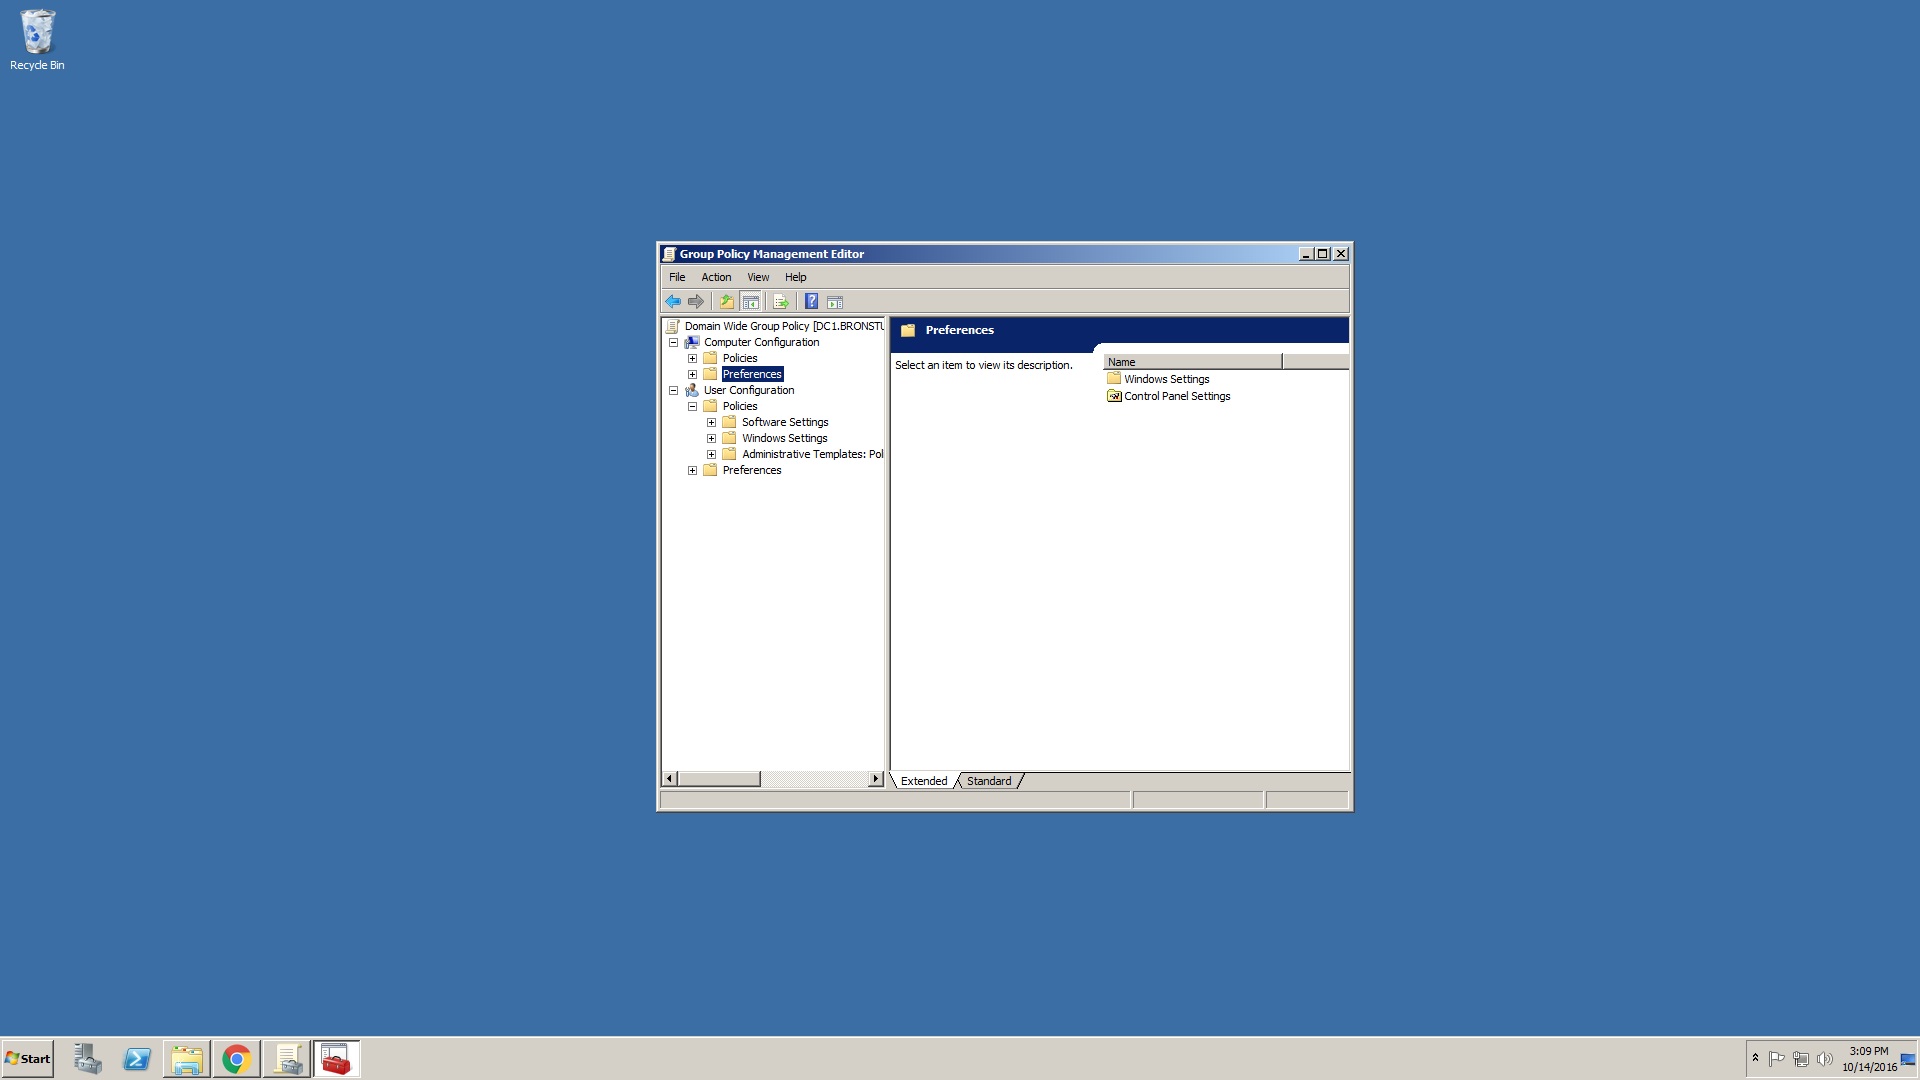 Recycle Bin
Group Policy Management Editor
File Action View Help
Domain Wide Group Policy [DC1.BRONSTU
Computer Configuration
Policies
Preferences
User Configuration
Policies
Software Settings
Windows Settings
Administrative Templates: Pol
Preferences
Preferences
Select an item to view its description.
Name
Windows Settings
Control Panel Settings
Extended Standard
Start
3:09 PM
10/14/2016